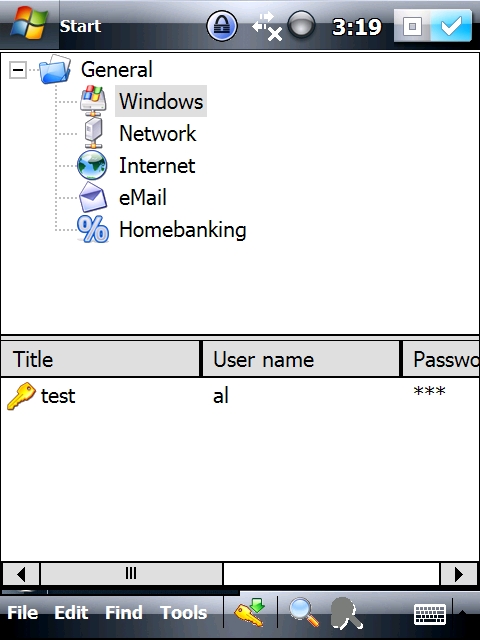 Start 3:19
General
Windows
Network
Internet
eMail
Homebanking
Title User name Passwo
test al ***
File Edit Find Tools